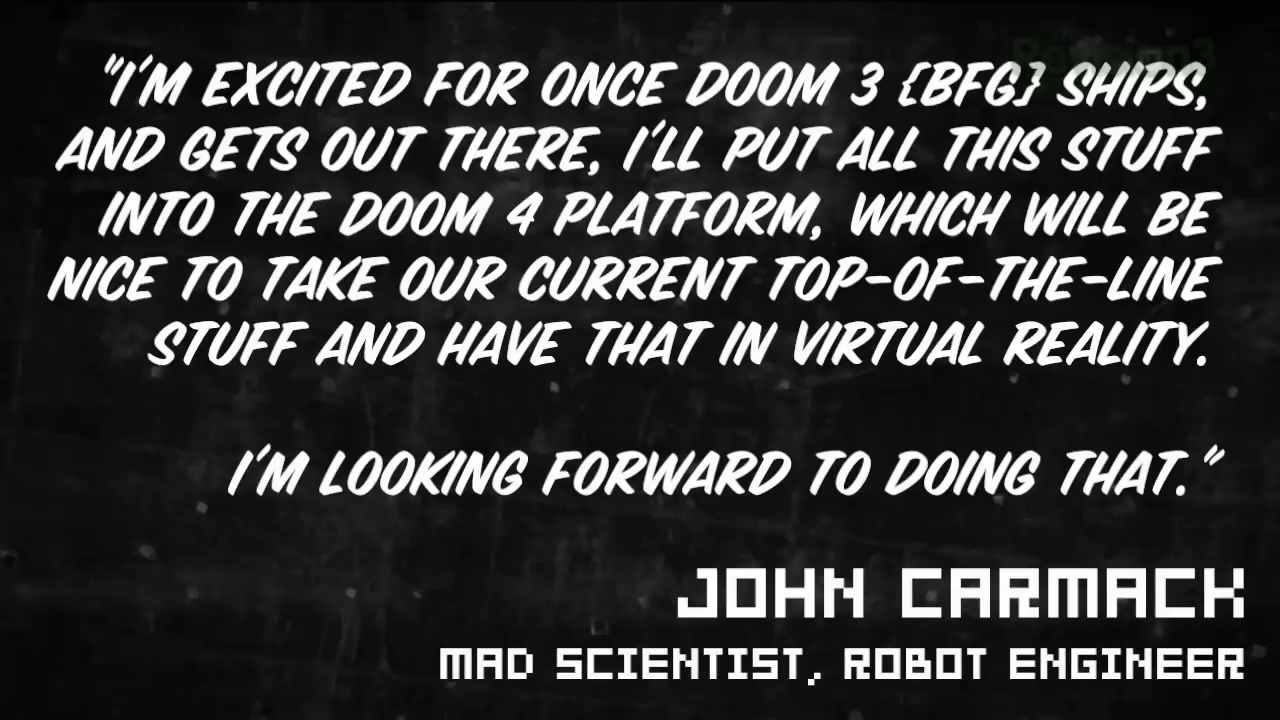 Revision3
"I'M EXCITED FOR ONCE DOOM 3 {BFG} SHIPS,
AND GETS OUT THERE, I'LL PUT ALL THIS STUFF
INTO THE DOOM 4 PLATFORM, WHICH WILL BE
NICE TO TAKE OUR CURRENT TOP-OF-THE-LINE
STUFF AND HAVE THAT IN VIRTUAL REALITY.
I'M LOOKING FORWARD TO DOING THAT."
JOHN CARMACK
MAD SCIENTIST, ROBOT ENGINEER